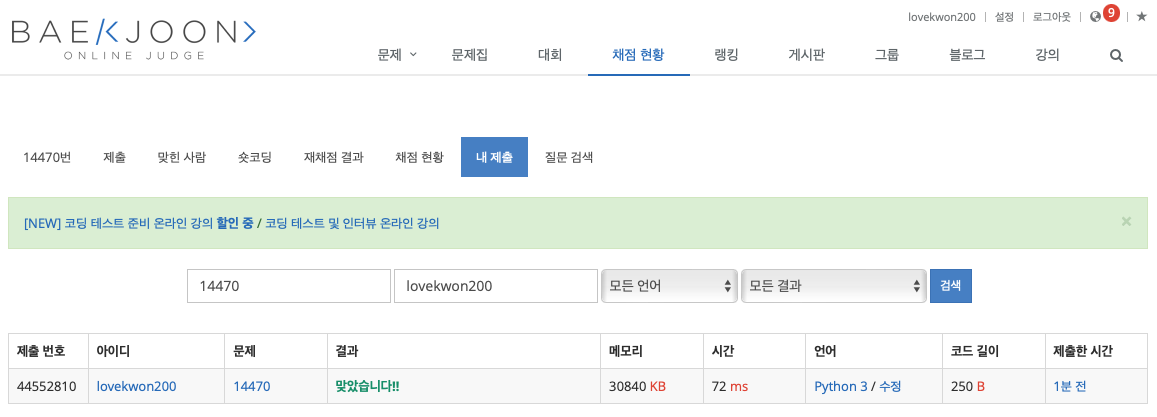 lovekwon200 | 설정 | 로그아웃 | 9 | ★
BAEKJOON>
ONLINE JUDGE
문제 문제집 대회 채점 현황 랭킹 게시판 그룹 블로그 강의
14470번 제출 맞힌 사람 숏코딩 재채점 결과 채점 현황 내 제출 질문 검색
[NEW] 코딩 테스트 준비 온라인 강의 할인 중 / 코딩 테스트 및 인터뷰 온라인 강의 ×
14470 lovekwon200 모든 언어 모든 결과 검색
제출 번호 아이디 문제 결과 메모리 시간 언어 코드 길이 제출한 시간
44552810 lovekwon200 14470 맞았습니다!! 30840 KB 72 ms Python 3 / 수정 250 B 1분 전